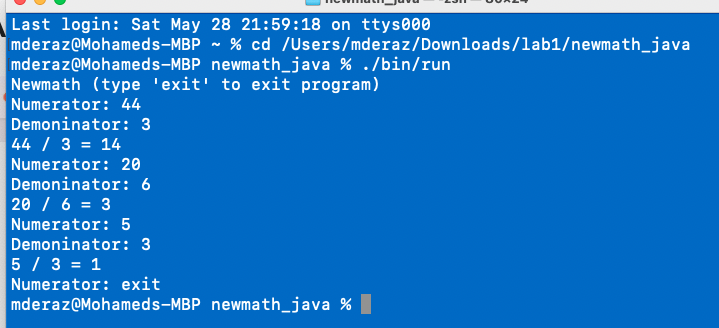 newmath_java — -zsh — 80×24
Last login: Sat May 28 21:59:18 on ttys000
mderaz@Mohameds-MBP ~ % cd /Users/mderaz/Downloads/lab1/newmath_java
mderaz@Mohameds-MBP newmath_java % ./bin/run
Newmath (type 'exit' to exit program)
Numerator: 44
Demoninator: 3
44 / 3 = 14
Numerator: 20
Demoninator: 6
20 / 6 = 3
Numerator: 5
Demoninator: 3
5 / 3 = 1
Numerator: exit
mderaz@Mohameds-MBP newmath_java %